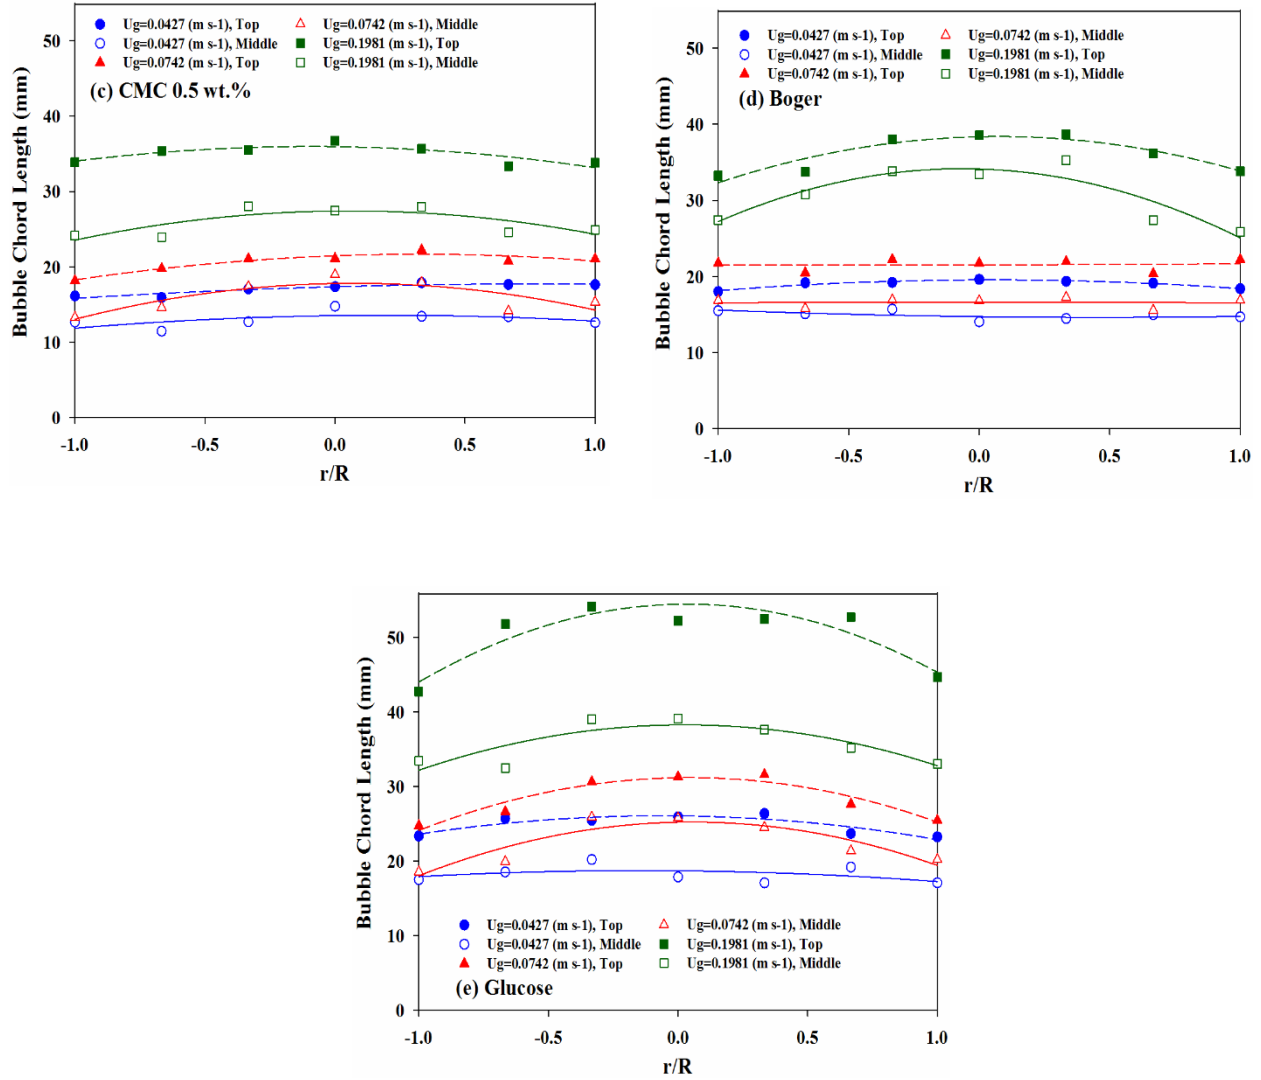 Ug=0.0427 (m s-1), Top
Ug=0.0742 (m s-1), Middle
Ug=0.0427 (m s-1), Middle
Ug=0.1981 (m s-1), Top
Ug=0.0742 (m s-1), Top
Ug=0.1981 (m s-1), Middle
(c) CMC 0.5 wt.%
Bubble Chord Length (mm)
50
40
30
20
10
0
-1.0
-0.5
0.0
0.5
1.0
r/R
Ug=0.0427 (m s-1), Top
Ug=0.0742 (m s-1), Middle
Ug=0.0427 (m s-1), Middle
Ug=0.1981 (m s-1), Top
Ug=0.0742 (m s-1), Top
Ug=0.1981 (m s-1), Middle
(d) Boger
Bubble Chord Length (mm)
50
40
30
20
10
0
-1.0
-0.5
0.0
0.5
1.0
r/R
Bubble Chord Length (mm)
50
40
30
20
10
0
Ug=0.0427 (m s-1), Top
Ug=0.0742 (m s-1), Middle
Ug=0.0427 (m s-1), Middle
Ug=0.1981 (m s-1), Top
Ug=0.0742 (m s-1), Top
Ug=0.1981 (m s-1), Middle
(e) Glucose
-1.0
-0.5
0.0
0.5
1.0
r/R